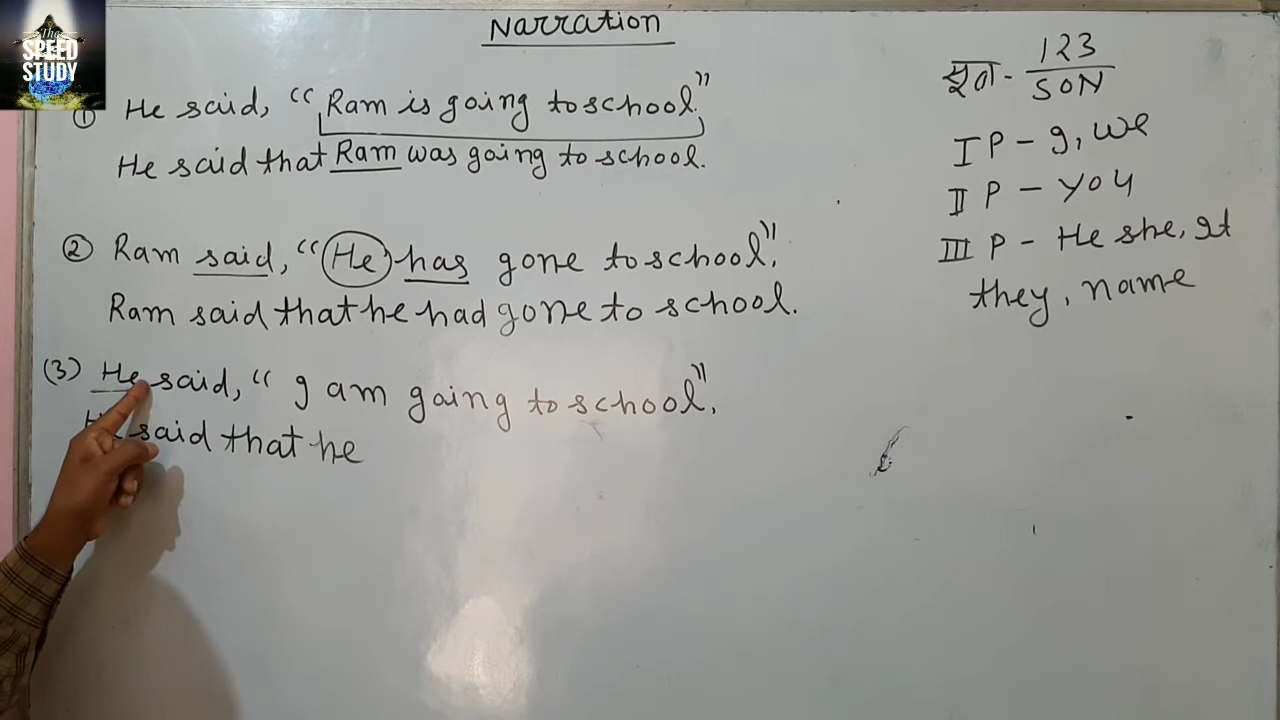 The
SPEED
STUDY
Narration
① He said, “Ram is going to school.”
He said that Ram was going to school.
② Ram said, “He has gone to school”.
Ram said that he had gone to school.
(3) He said, “I am going to school”.
He said that he
सूत्र - 123
SON
I P - I, we
II P - you
III P - He she, It
they, name